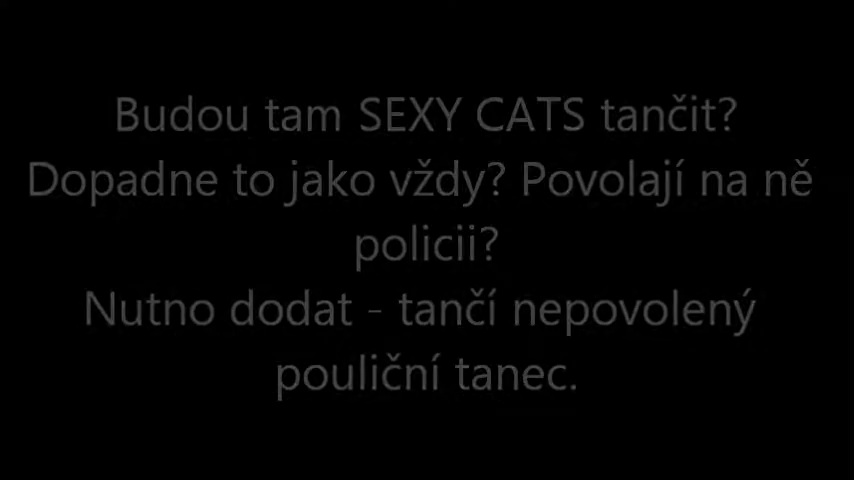 Budou tam SEXY CATS tančit?
Dopadne to jako vždy? Povolají na ně
policii?
Nutno dodat - tančí nepovolený
pouliční tanec.